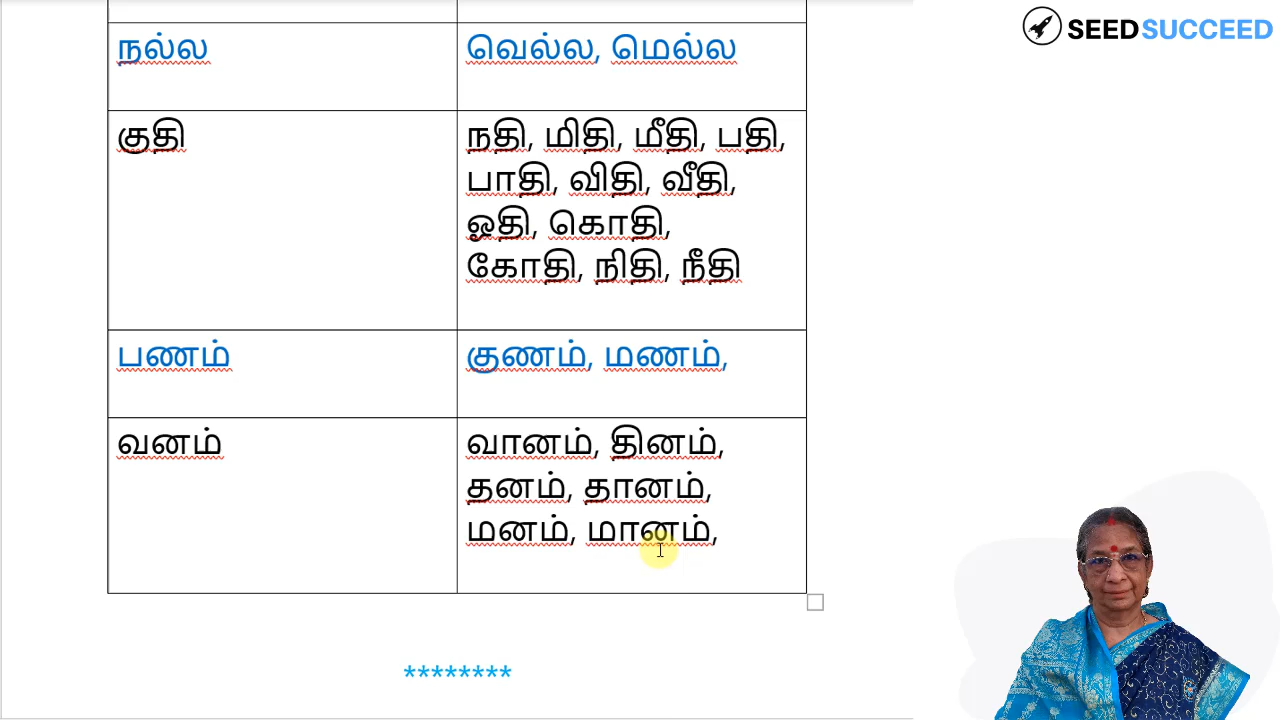 SEEDSUCCEED
நல்ல
வெல்ல, மெல்ல
குதி
நதி, மிதி, மீதி, பதி,
பாதி, விதி, வீதி,
ஓதி, கொதி,
கோதி, நிதி, நீதி
பணம்
குணம், மணம்,
வனம்
வானம், தினம்,
தனம், தானம்,
மனம், மானம்,
********